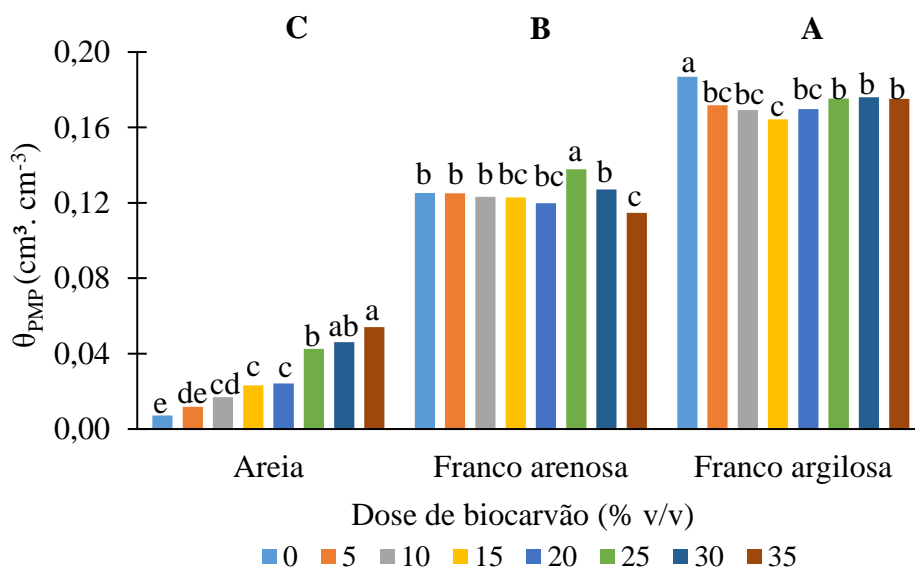 C B A
0,20
0,16
0,12
0,08
0,04
0,00
θPMP (cm³. cm⁻³)
e de cd c c b ab a
b b b bc bc a b c
a bc bc c bc b b b
Areia Franco arenosa Franco argilosa
Dose de biocarvão (% v/v)
0 5 10 15 20 25 30 35